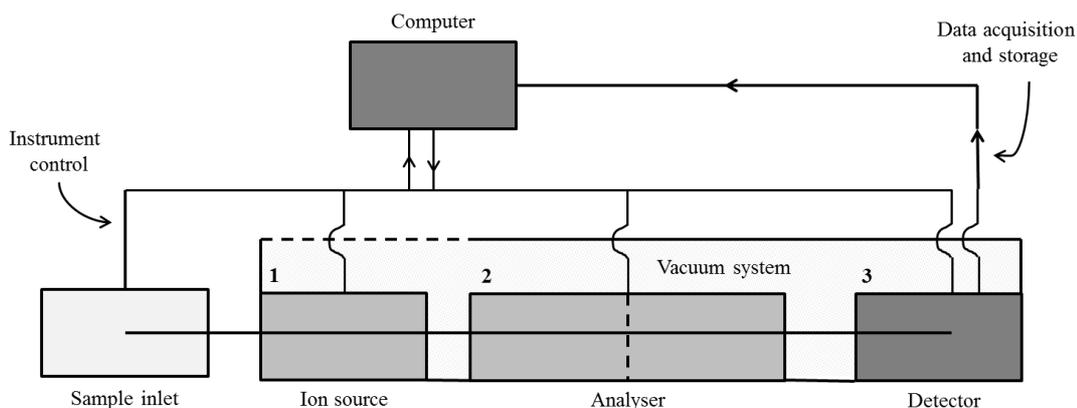 Computer
Data acquisition
and storage
Instrument
control
1
2
Vacuum system
3
Sample inlet
Ion source
Analyser
Detector